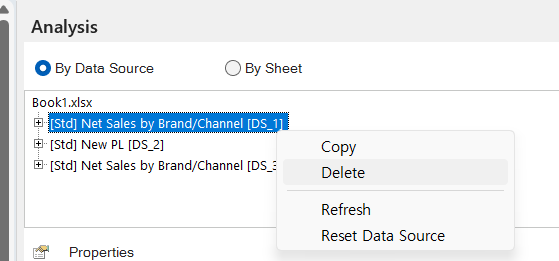 Analysis
By Data Source By Sheet
Book1.xlsx
[Std] Net Sales by Brand/Channel [DS_1]
[Std] New PL [DS_2]
[Std] Net Sales by Brand/Channel [DS_3
Copy
Delete
Refresh
Reset Data Source
Properties